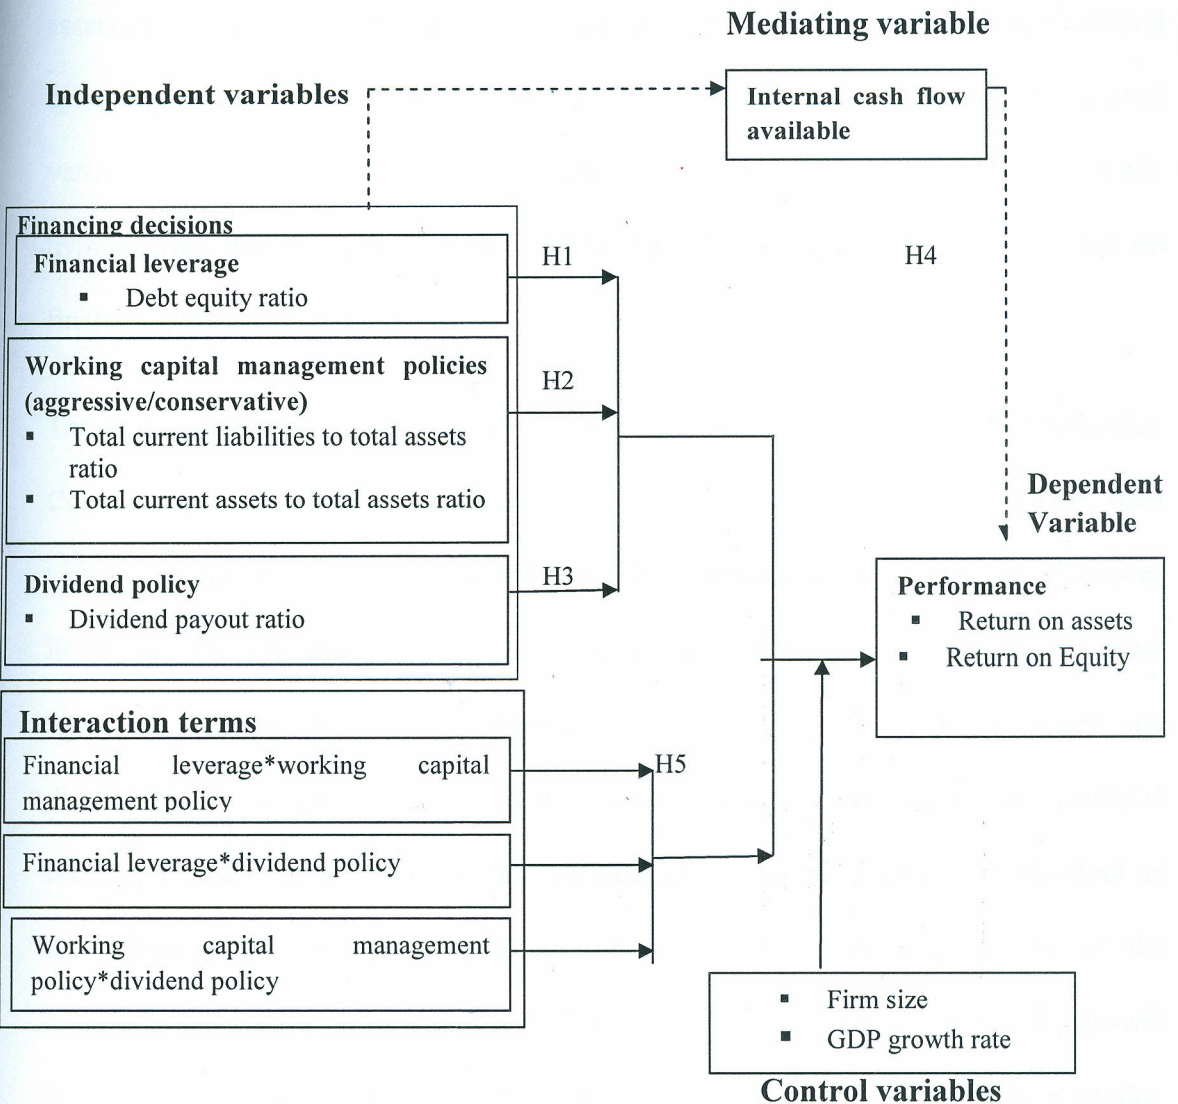 Mediating variable
Independent variables
Internal cash flow
available
Financing decisions
Financial leverage
▪ Debt equity ratio
H1
H4
Working capital management policies
(aggressive/conservative)
▪ Total current liabilities to total assets
ratio
▪ Total current assets to total assets ratio
H2
Dividend policy
▪ Dividend payout ratio
H3
Dependent
Variable
Performance
▪ Return on assets
▪ Return on Equity
Interaction terms
Financial leverage*working capital
management policy
H5
Financial leverage*dividend policy
Working capital management
policy*dividend policy
▪ Firm size
▪ GDP growth rate
Control variables